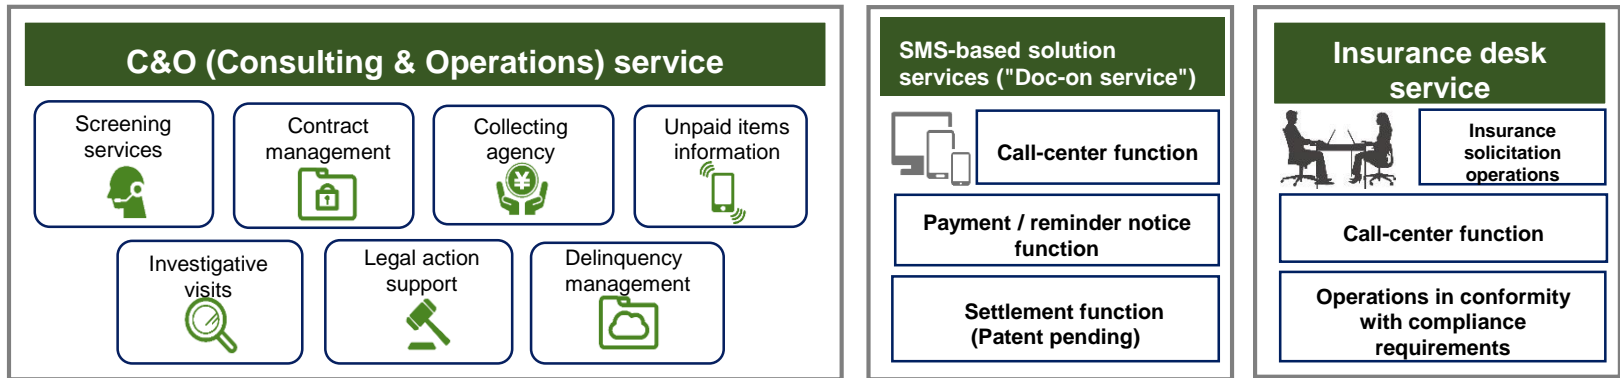 C&O (Consulting & Operations) service
Screening
services
Contract
management
Collecting
agency
¥
Unpaid items
information
Investigative
visits
Legal action
support
Delinquency
management
SMS-based solution
services ("Doc-on service")
Call-center function
Payment / reminder notice
function
Settlement function
(Patent pending)
Insurance desk
service
Insurance
solicitation
operations
Call-center function
Operations in conformity
with compliance
requirements